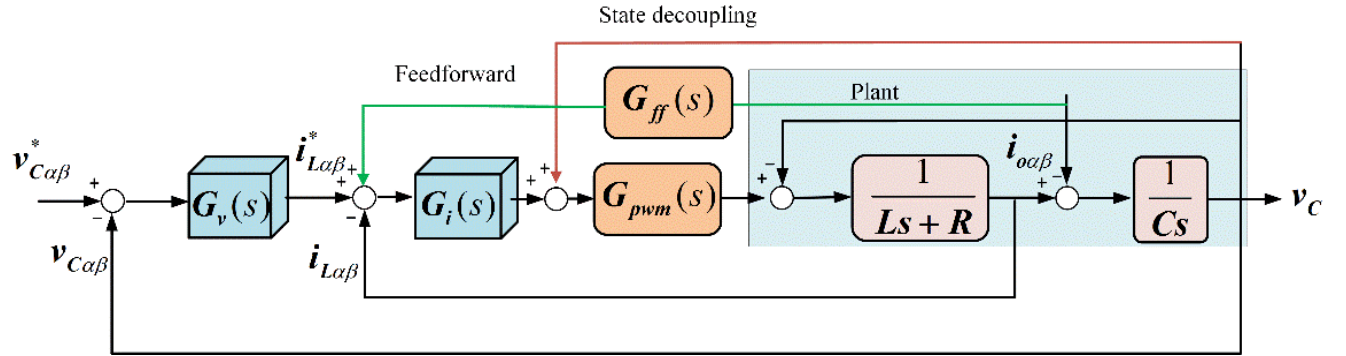 State decoupling
Feedforward
G_ff(s)
Plant
v*_Cαβ
+
−
G_v(s)
i*_Lαβ
+
+
−
G_i(s)
+
+
G_pwm(s)
+
−
1
Ls + R
i_oαβ
+
−
1
Cs
v_C
v_Cαβ
i_Lαβ